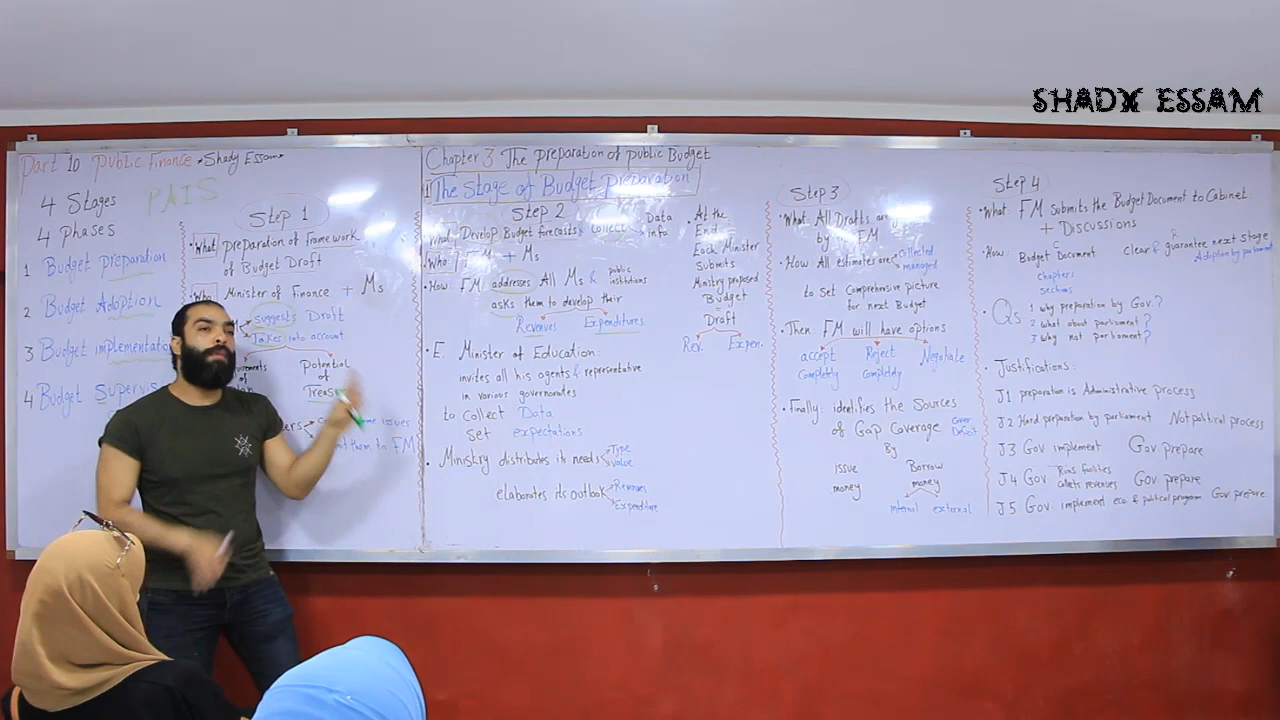 SHADY ESSAM
Part 10 Public Finance *Shady Essam*
PAIS
4 Stages
4 Phases
1 Budget preparation
2 Budget Adoption
3 Budget implementation
4 Budget Supervis
Step 1
• What preparation of framework
of Budget Draft
• Who Minister of Finance + Ms
suggests Draft
Takes into account
Potential
of
issues
them to FM
Chapter 3 The preparation of public Budget
1 The Stage of Budget Preparation
Step 2
• What Develop Budget forecasts & collect Data
info
• Who: FM + Ms
• How: FM addresses All Ms & public
institutions
asks them to develop their
Revenues Expenditures
E. Minister of Education:
invites all his agents & representative
in various governorates
to collect Data
set expectations
• Ministry distributes its needs Type
value
elaborates its outlook Revenues
Expenditure
• At the
End
Each Minister
Submits
Ministry proposed
Budget
Draft
Rev. Expen.
Step 3
• What: All Drafts are
by the FM
• How All estimates are collected
managed
to set comprehensive picture
for next Budget
• Then: FM will have options
accept Reject Negotiate
completely completely
• Finally: identifies the Sources
of Gap Coverage Cover
Deficit
By
issue Borrow
money money
internal external
Step 4
• What: FM Submits the Budget Document to Cabinet
+ Discussions
• How: Budget Document clear & guarantee next stage
Adoption by parliament
chapters
sections
Qs 1 why preparation by Gov.?
2 what about parliament?
3 Why not parliament?
• Justifications:
J1 preparation is Administrative process
J2 Hard preparation by parliament Not political process
J3 Gov implement Gov prepare
J4 Gov Runs facilities
collects revenues Gov prepare
J5 Gov implement eco. & political program Gov prepare